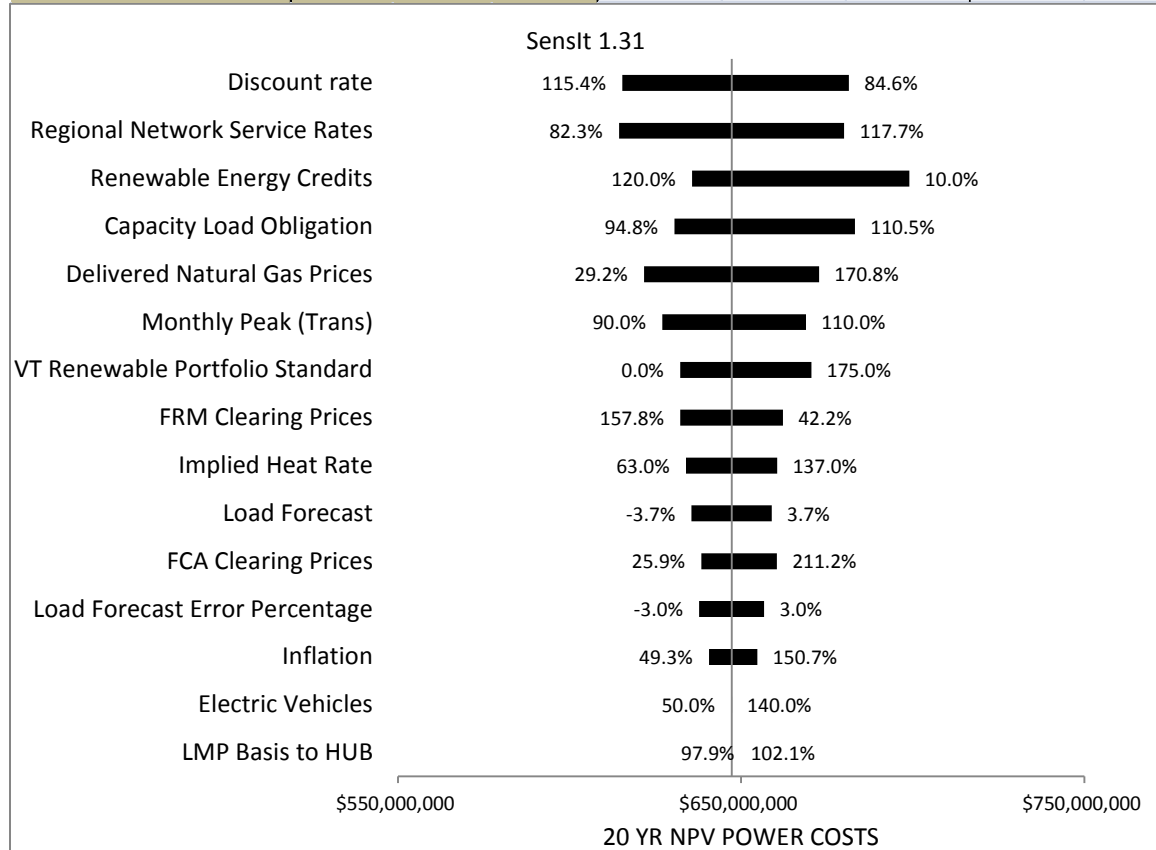 SensIt 1.31
Discount rate 115.4% 84.6%
Regional Network Service Rates 82.3% 117.7%
Renewable Energy Credits 120.0% 10.0%
Capacity Load Obligation 94.8% 110.5%
Delivered Natural Gas Prices 29.2% 170.8%
Monthly Peak (Trans) 90.0% 110.0%
VT Renewable Portfolio Standard 0.0% 175.0%
FRM Clearing Prices 157.8% 42.2%
Implied Heat Rate 63.0% 137.0%
Load Forecast -3.7% 3.7%
FCA Clearing Prices 25.9% 211.2%
Load Forecast Error Percentage -3.0% 3.0%
Inflation 49.3% 150.7%
Electric Vehicles 50.0% 140.0%
LMP Basis to HUB 97.9% 102.1%
$550,000,000 $650,000,000 $750,000,000
20 YR NPV POWER COSTS